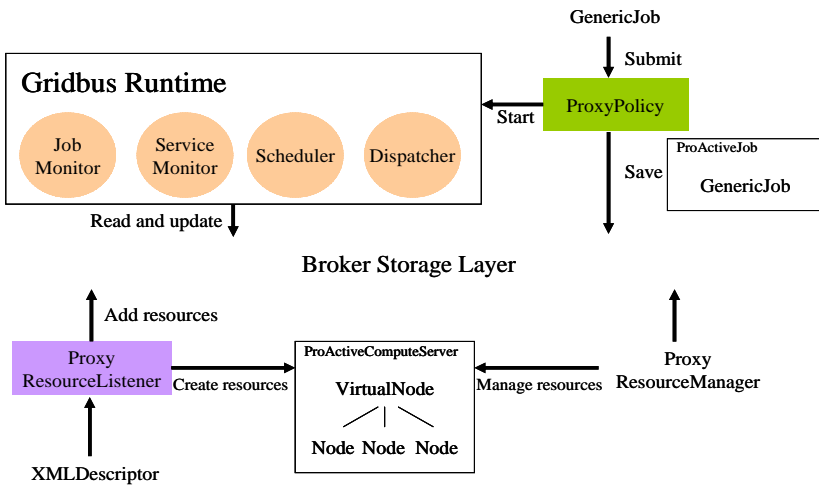 GenericJob
Submit
Gridbus Runtime
ProxyPolicy
Start
Job
Monitor
Service
Monitor
Scheduler
Dispatcher
ProActiveJob
GenericJob
Save
Read and update
Broker Storage Layer
Add resources
Proxy
ResourceListener
Create resources
ProActiveComputeServer
VirtualNode
Node Node Node
Manage resources
Proxy
ResourceManager
XMLDescriptor